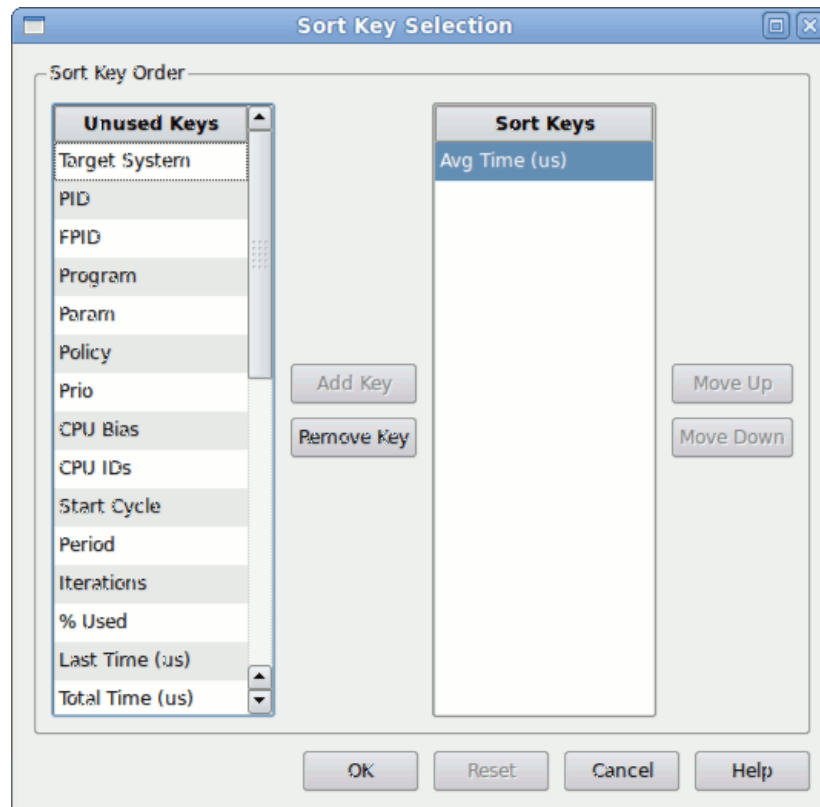 Sort Key Selection
Sort Key Order
Unused Keys
Target System
PID
FPID
Program
Param
Policy
Prio
CPU Bias
CPU IDs
Start Cycle
Period
Iterations
% Used
Last Time (us)
Total Time (us)
Add Key
Remove Key
Sort Keys
Avg Time (us)
Move Up
Move Down
OK
Reset
Cancel
Help